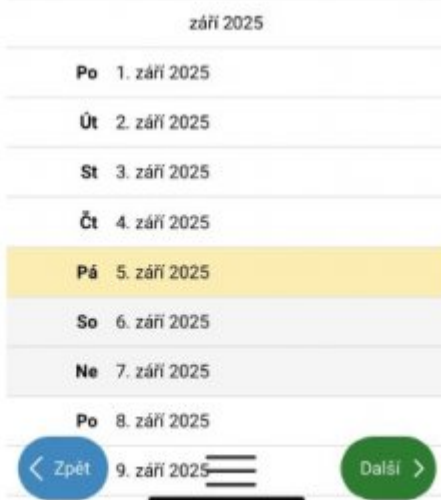 září 2025
Po 1. září 2025
Út 2. září 2025
St 3. září 2025
Čt 4. září 2025
Pá 5. září 2025
So 6. září 2025
Ne 7. září 2025
Po 8. září 2025
Zpět 9. září 2025 Další